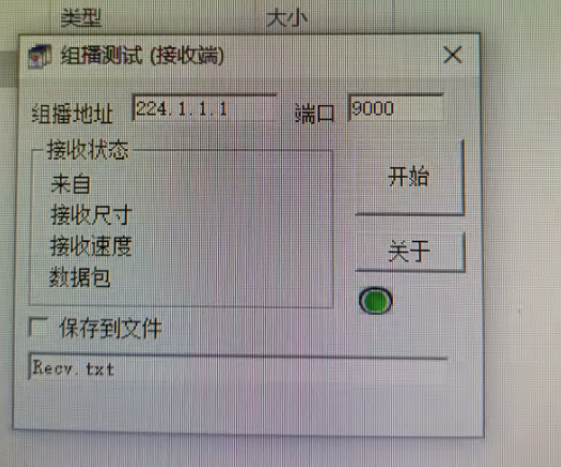 类型 大小
组播测试 (接收端)
组播地址 224.1.1.1 端口 9000
接收状态
来自
接收尺寸
接收速度
数据包
开始
关于
保存到文件
Recv.txt